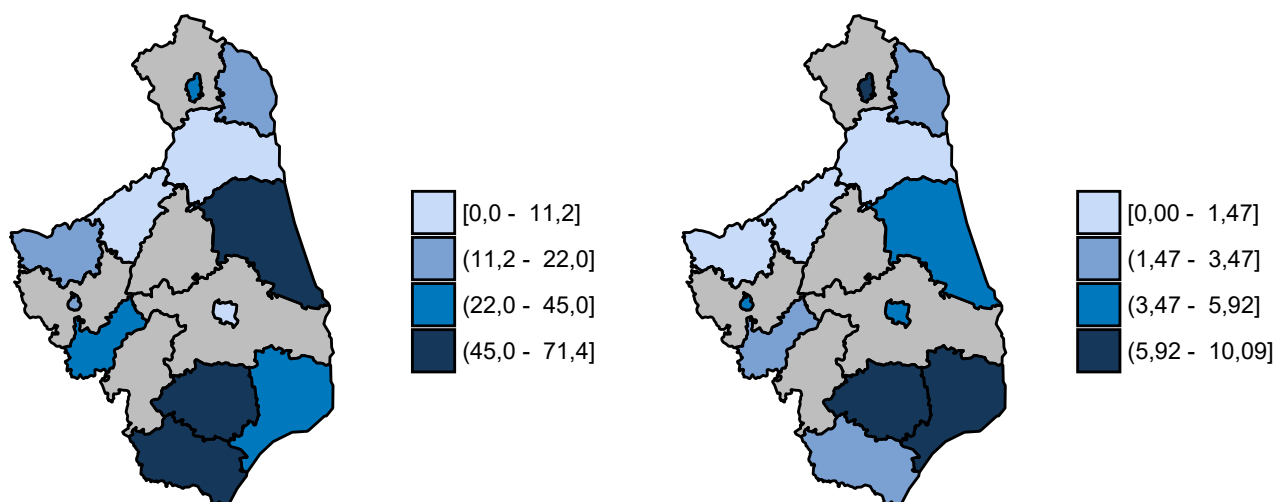 [0,0 - 11,2]
(11,2 - 22,0]
(22,0 - 45,0]
(45,0 - 71,4]
[0,00 - 1,47]
(1,47 - 3,47]
(3,47 - 5,92]
(5,92 - 10,09]